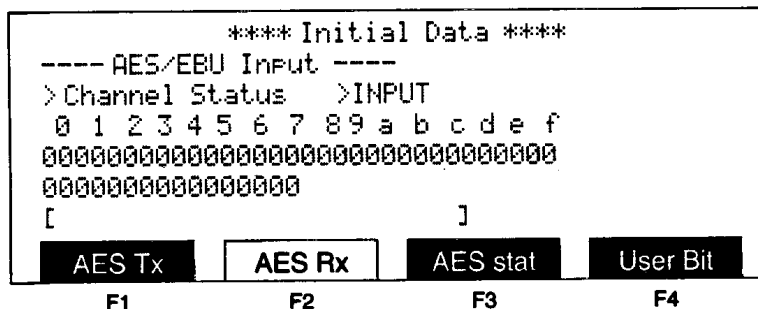 **** Initial Data ****
---- AES/EBU Input ----
>Channel Status >INPUT
0 1 2 3 4 5 6 7 8 9 a b c d e f
00000000000000000000000000000000
0000000000000000
[ ]
AES Tx AES Rx AES stat User Bit
F1 F2 F3 F4